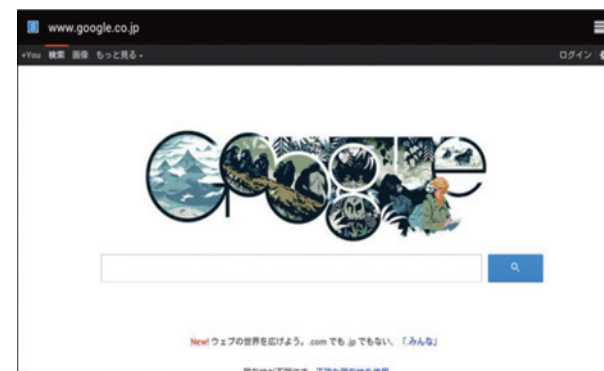 www.google.co.jp
+You 検索 画像 もっと見る
ログイン
Google
New! ウェブの世界を広げよう。.com でも .jp でもない、「.みんな」